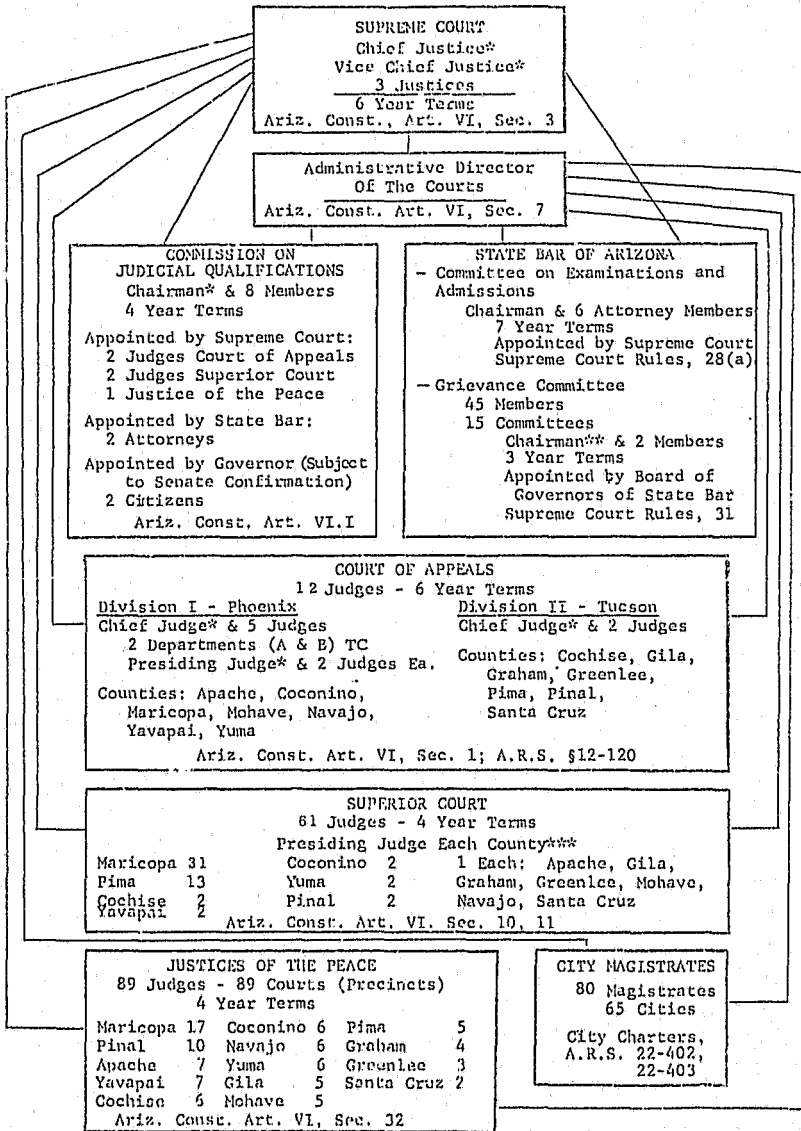 SUPREME COURT
Chief Justice*
Vice Chief Justice*
3 Justices
6 Year Terms
Ariz. Const., Art. VI, Sec. 3
Administrative Director
Of The Courts
Ariz. Const. Art. VI, Sec. 7
COMMISSION ON
JUDICIAL QUALIFICATIONS
Chairman* & 8 Members
4 Year Terms
Appointed by Supreme Court:
2 Judges Court of Appeals
2 Judges Superior Court
1 Justice of the Peace
Appointed by State Bar:
2 Attorneys
Appointed by Governor (Subject
to Senate Confirmation)
2 Citizens
Ariz. Const. Art. VI.I
STATE BAR OF ARIZONA
- Committee on Examinations and
Admissions
Chairman & 6 Attorney Members
7 Year Terms
Appointed by Supreme Court
Supreme Court Rules, 28(a)
- Grievance Committee
45 Members
15 Committees
Chairman** & 2 Members
3 Year Terms
Appointed by Board of
Governors of State Bar
Supreme Court Rules, 31
COURT OF APPEALS
12 Judges - 6 Year Terms
Division I - Phoenix
Chief Judge* & 5 Judges
2 Departments (A & B) TC
Presiding Judge* & 2 Judges Ea.
Counties: Apache, Coconino,
Maricopa, Mohave, Navajo,
Yavapai, Yuma
Division II - Tucson
Chief Judge* & 2 Judges
Counties: Cochise, Gila,
Graham, Greenlee,
Pima, Pinal,
Santa Cruz
Ariz. Const. Art. VI, Sec. 1; A.R.S. §12-120
SUPERIOR COURT
61 Judges - 4 Year Terms
Presiding Judge Each County***
Maricopa 31 Coconino 2 1 Each: Apache, Gila,
Pima 13 Yuma 2 Graham, Greenlee, Mohave,
Cochise 2 Pinal 2 Navajo, Santa Cruz
Yavapai 2
Ariz. Const. Art. VI. Sec. 10, 11
JUSTICES OF THE PEACE
89 Judges - 89 Courts (Precincts)
4 Year Terms
Maricopa 17 Coconino 6 Pima 5
Pinal 10 Navajo 6 Graham 4
Apache 7 Yuma 6 Greenlee 3
Yavapai 7 Gila 5 Santa Cruz 2
Cochise 6 Mohave 5
Ariz. Const. Art. VI, Sec. 32
CITY MAGISTRATES
80 Magistrates
65 Cities
City Charters,
A.R.S. 22-402,
22-403